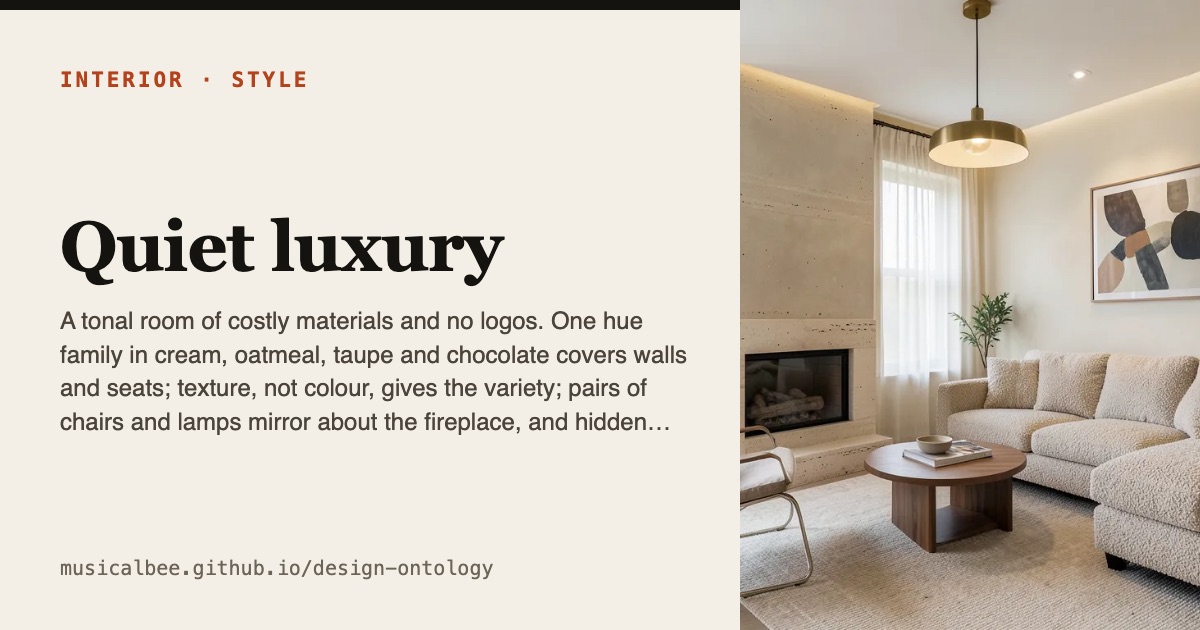 INTERIOR · STYLE
Quiet luxury
A tonal room of costly materials and no logos. One hue
family in cream, oatmeal, taupe and chocolate covers walls
and seats; texture, not colour, gives the variety; pairs of
chairs and lamps mirror about the fireplace, and hidden…
musicalbee.github.io/design-ontology